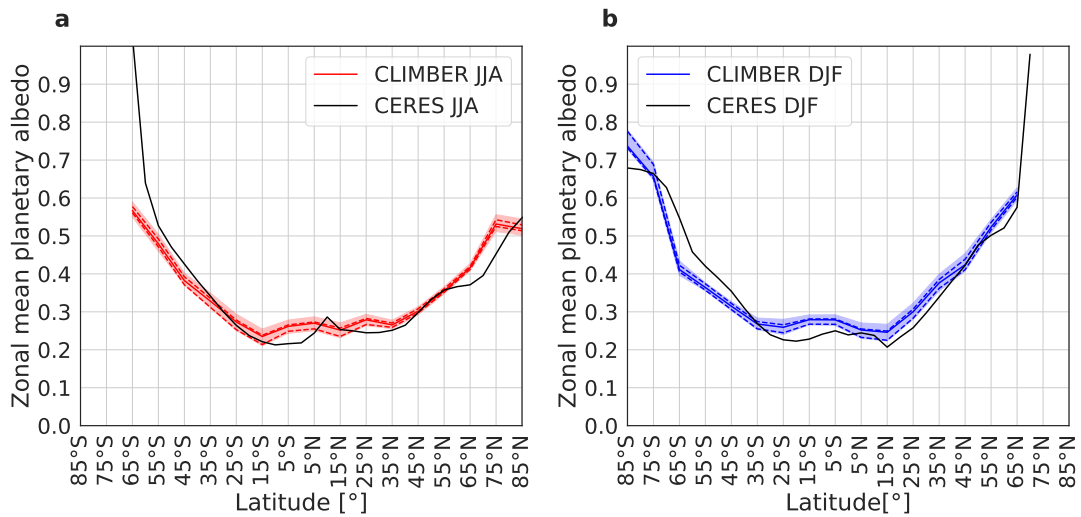 a
Zonal mean planetary albedo
0.9
0.8
0.7
0.6
0.5
0.4
0.3
0.2
0.1
0.0
CLIMBER JJA
CERES JJA
85°S 75°S 65°S 55°S 45°S 35°S 25°S 15°S 5°S 5°N 15°N 25°N 35°N 45°N 55°N 65°N 75°N 85°N
Latitude [°]
b
Zonal mean planetary albedo
0.9
0.8
0.7
0.6
0.5
0.4
0.3
0.2
0.1
0.0
CLIMBER DJF
CERES DJF
85°S 75°S 65°S 55°S 45°S 35°S 25°S 15°S 5°S 5°N 15°N 25°N 35°N 45°N 55°N 65°N 75°N 85°N
Latitude[°]